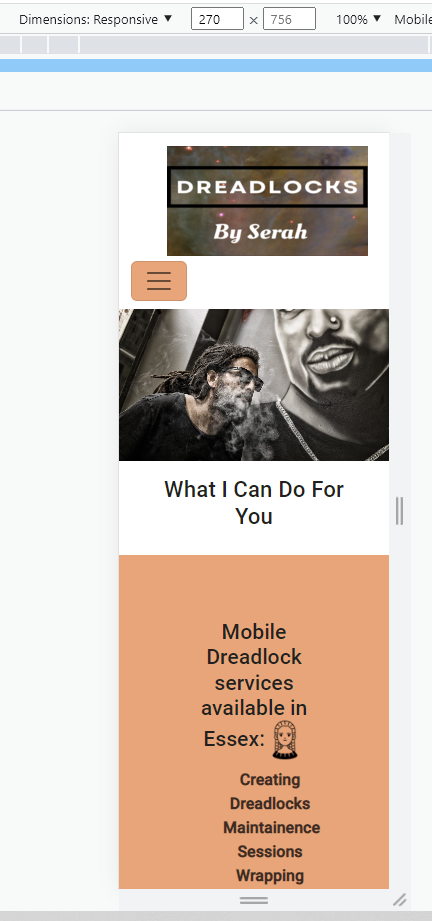 Dimensions: Responsive ▼ 270 × 756 100% ▼ Mobile
DREADLOCKS
By Serah
What I Can Do For
You
Mobile
Dreadlock
services
available in
Essex:
Creating
Dreadlocks
Maintainence
Sessions
Wrapping